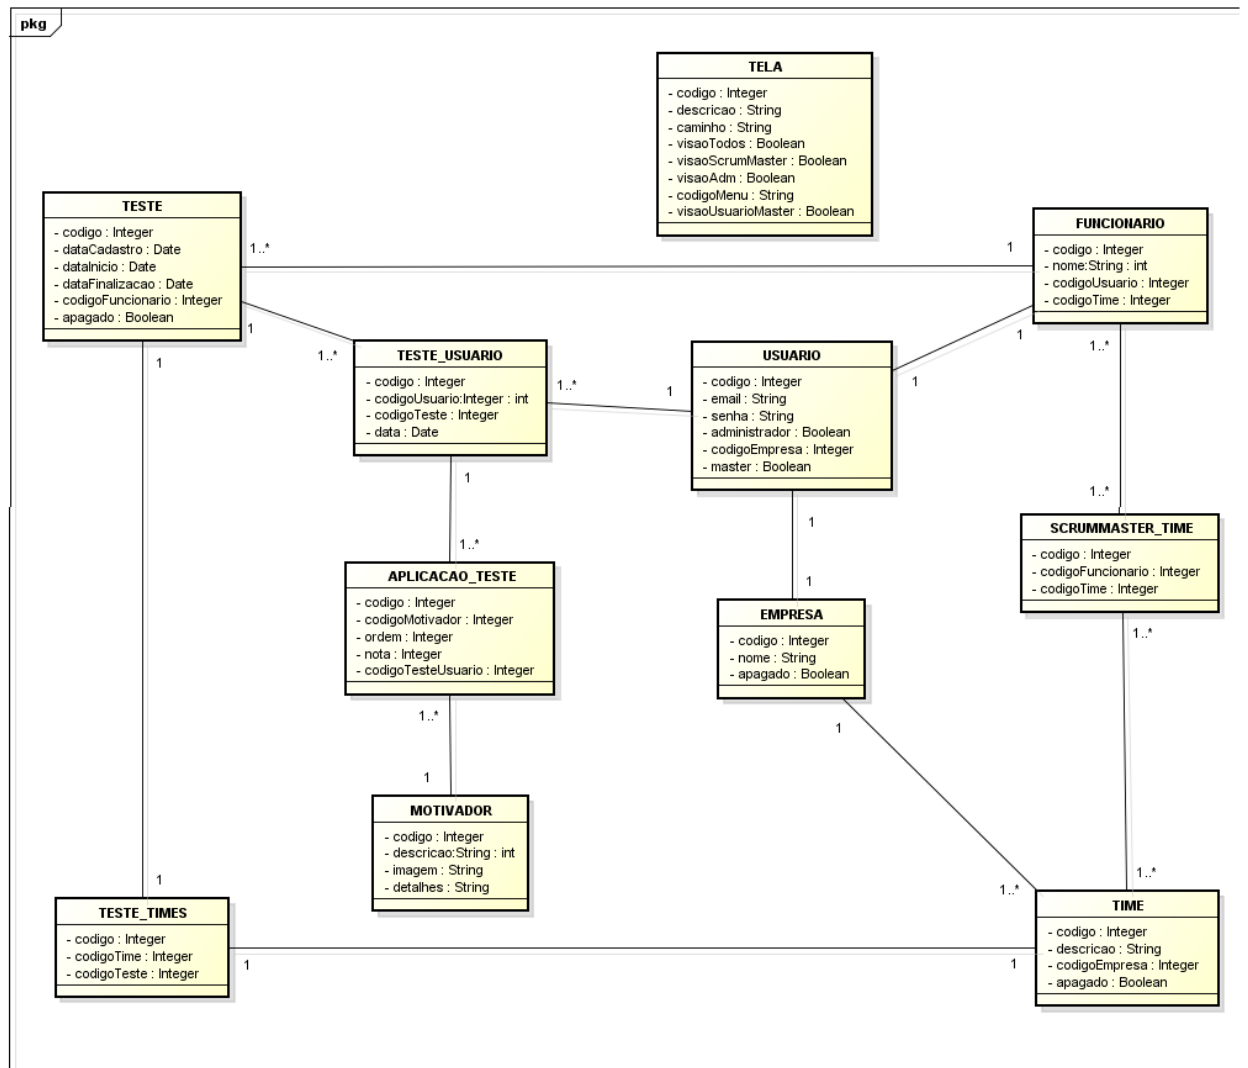 pkg
TELA
- codigo : Integer
- descricao : String
- caminho : String
- visaoTodos : Boolean
- visaoScrumMaster : Boolean
- visaoAdm : Boolean
- codigoMenu : String
- visaoUsuarioMaster : Boolean
TESTE
- codigo : Integer
- dataCadastro : Date
- dataInicio : Date
- dataFinalizacao : Date
- codigoFuncionario : Integer
- apagado : Boolean
1..*
1
FUNCIONARIO
- codigo : Integer
- nome:String : int
- codigoUsuario : Integer
- codigoTime : Integer
1
1..*
1
TESTE_USUARIO
- codigo : Integer
- codigoUsuario:Integer : int
- codigoTeste : Integer
- data : Date
1..*
1
USUARIO
- codigo : Integer
- email : String
- senha : String
- administrador : Boolean
- codigoEmpresa : Integer
- master : Boolean
1
1
1..*
1..*
SCRUMMASTER_TIME
- codigo : Integer
- codigoFuncionario : Integer
- codigoTime : Integer
1
1..*
APLICACAO_TESTE
- codigo : Integer
- codigoMotivador : Integer
- ordem : Integer
- nota : Integer
- codigoTesteUsuario : Integer
1
1
EMPRESA
- codigo : Integer
- nome : String
- apagado : Boolean
1..*
1..*
1
1
MOTIVADOR
- codigo : Integer
- descricao:String : int
- imagem : String
- detalhes : String
1
1..*
1..*
TESTE_TIMES
- codigo : Integer
- codigoTime : Integer
- codigoTeste : Integer
1
1
TIME
- codigo : Integer
- descricao : String
- codigoEmpresa : Integer
- apagado : Boolean